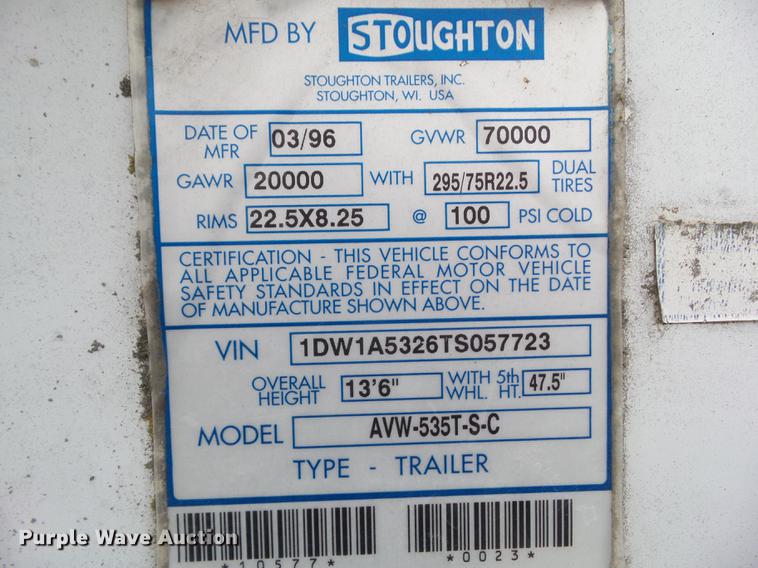 MFD BY STOUGHTON
STOUGHTON TRAILERS, INC.
STOUGHTON, WI. USA
DATE OF MFR 03/96 GVWR 70000
GAWR 20000 WITH 295/75R22.5 DUAL TIRES
RIMS 22.5X8.25 @ 100 PSI COLD
CERTIFICATION - THIS VEHICLE CONFORMS TO
ALL APPLICABLE FEDERAL MOTOR VEHICLE
SAFETY STANDARDS IN EFFECT ON THE DATE
OF MANUFACTURE SHOWN ABOVE.
VIN 1DW1A5326TS057723
OVERALL HEIGHT 13'6" WITH 5th WHL. HT. 47.5"
MODEL AVW-535T-S-C
TYPE - TRAILER
*10577* *0023*
Purple Wave Auction